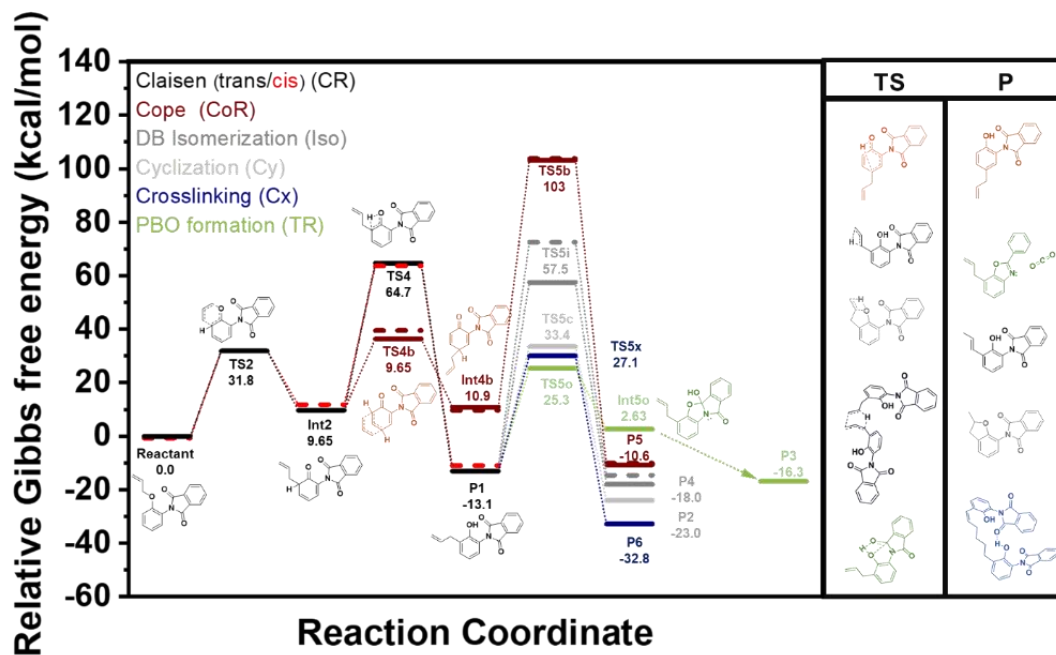 Relative Gibbs free energy (kcal/mol)
140
120
100
80
60
40
20
0
-20
-40
-60
Reaction Coordinate
Claisen (trans/cis) (CR)
Cope (CoR)
DB Isomerization (Iso)
Cyclization (Cy)
Crosslinking (Cx)
PBO formation (TR)
Reactant
0.0
TS2
31.8
Int2
9.65
TS4
64.7
TS4b
9.65
Int4b
10.9
P1
-13.1
TS5b
103
TS5i
57.5
TS5c
33.4
TS5x
27.1
TS5o
25.3
Int5o
2.63
P5
-10.6
P4
-18.0
P2
-23.0
P6
-32.8
P3
-16.3
TS
P